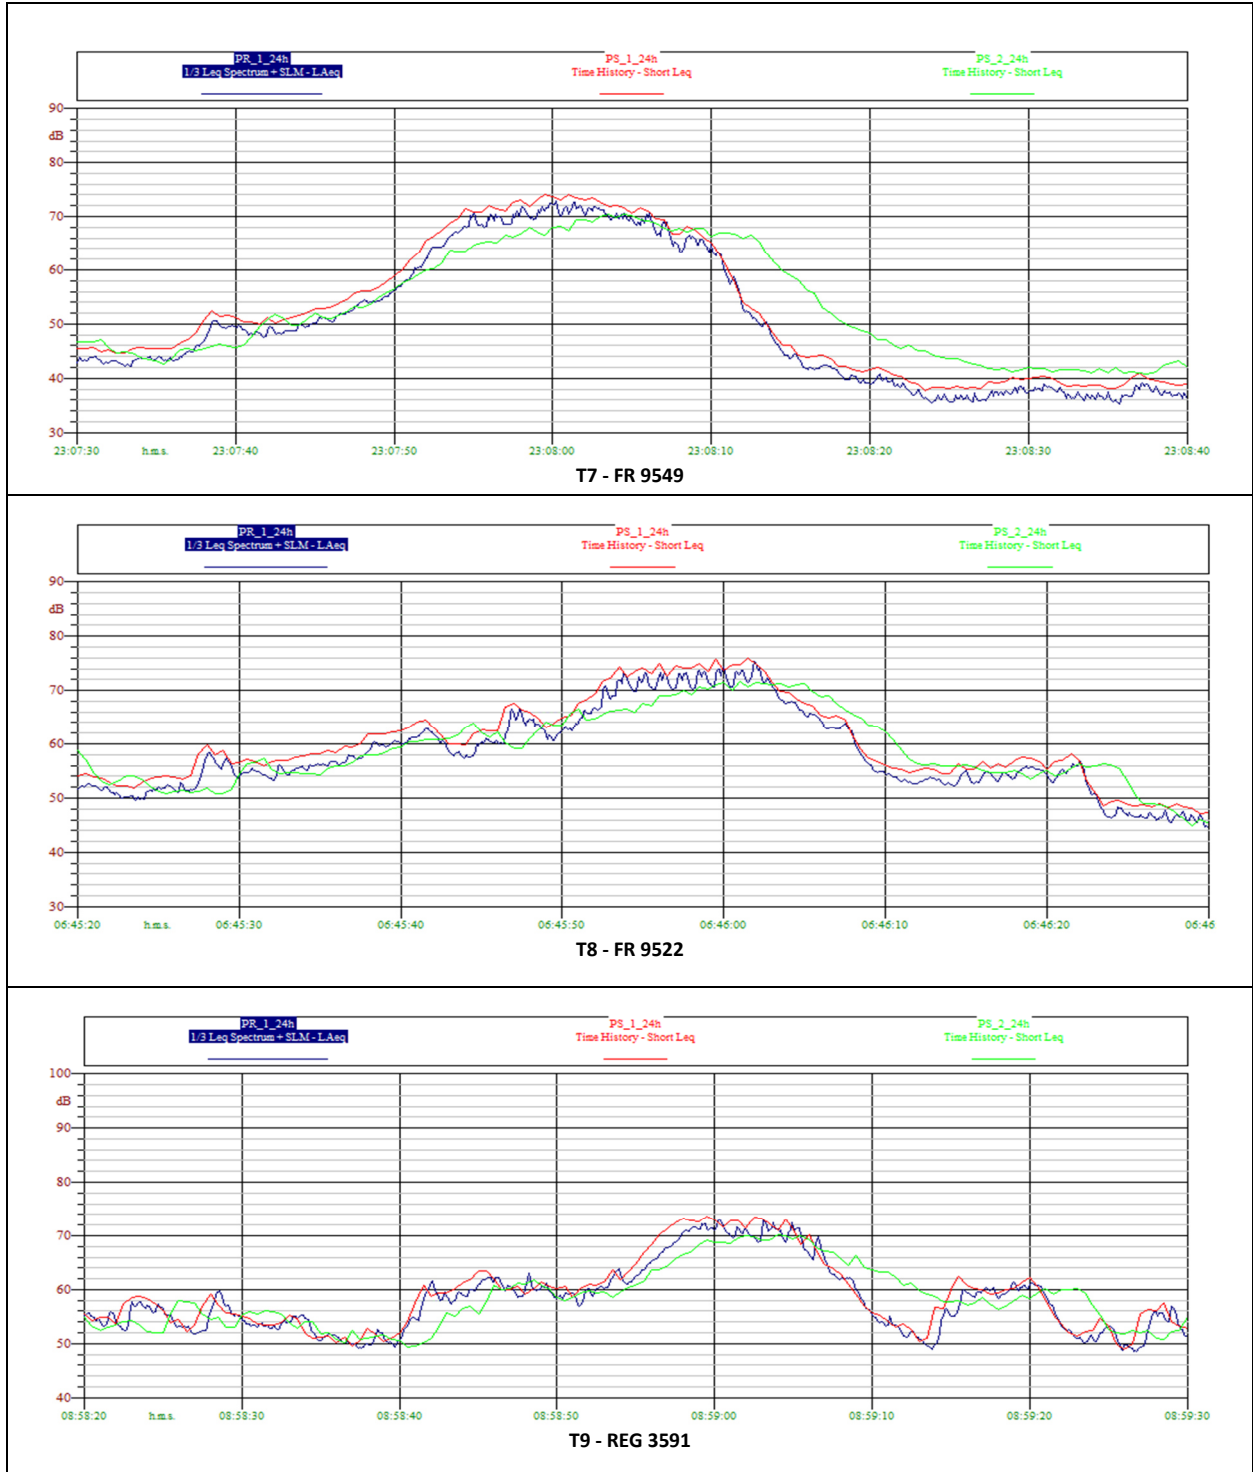 PR_1_24h PS_1_24h PS_2_24h
1/3 Leq Spectrum + SLM - LAeq Time History - Short Leq Time History - Short Leq
90
dB
80
70
60
50
40
30
23:07:30 h.m.s. 23:07:40 23:07:50 23:08:00 23:08:10 23:08:20 23:08:30 23:08:40
T7 - FR 9549
PR_1_24h PS_1_24h PS_2_24h
1/3 Leq Spectrum + SLM - LAeq Time History - Short Leq Time History - Short Leq
90
dB
80
70
60
50
40
30
06:45:20 h.m.s. 06:45:30 06:45:40 06:45:50 06:46:00 06:46:10 06:46:20 06:46
T8 - FR 9522
PR_1_24h PS_1_24h PS_2_24h
1/3 Leq Spectrum + SLM - LAeq Time History - Short Leq Time History - Short Leq
100
dB
90
80
70
60
50
40
08:58:20 h.m.s. 08:58:30 08:58:40 08:58:50 08:59:00 08:59:10 08:59:20 08:59:30
T9 - REG 3591